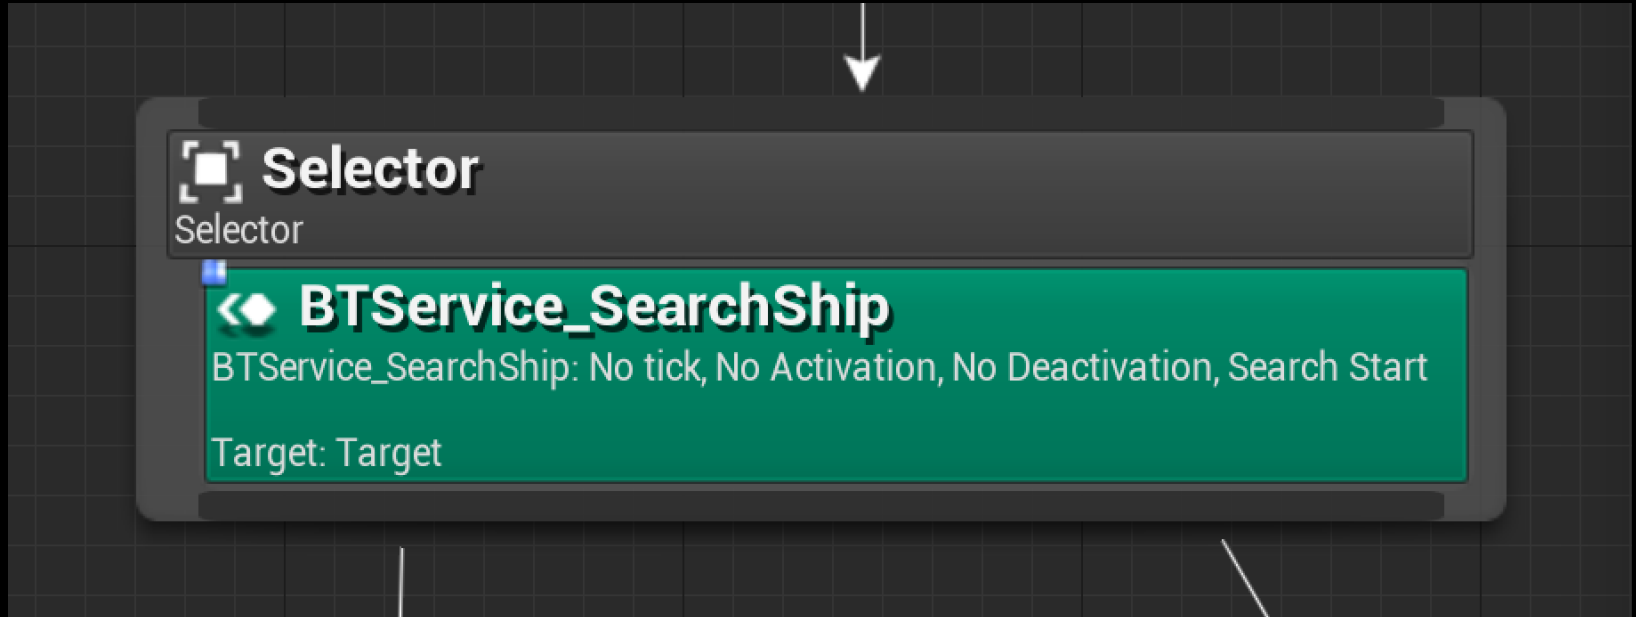 Selector
Selector
BTService_SearchShip
BTService_SearchShip: No tick, No Activation, No Deactivation, Search Start
Target: Target